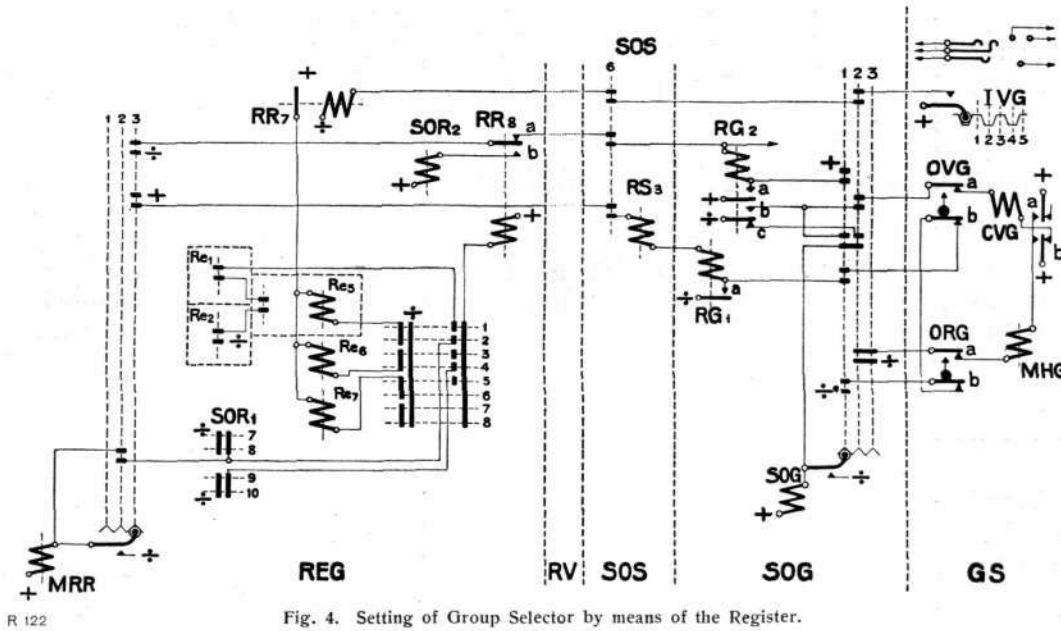 SOS
6
1 2 3
+
RR7
÷
SOR2
RR8
a
b
÷
+
+
+
RG2
RS3
a
+
b
÷
c
a
÷
RG1
+
1 2 3
IVG
+
1 2 3 4 5
OVG
a
b
CVG
+
a
b
+
ORG
a
b
+
÷
MHG
1 2 3
Re1
Re2
÷
Re5
Re6
Re7
÷
1
2
3
4
5
6
7
8
SOR1
÷
7
8
9
÷
10
SOG
÷
+
÷
MRR
+
REG
RV
SOS
SOG
GS
R 122
Fig. 4. Setting of Group Selector by means of the Register.